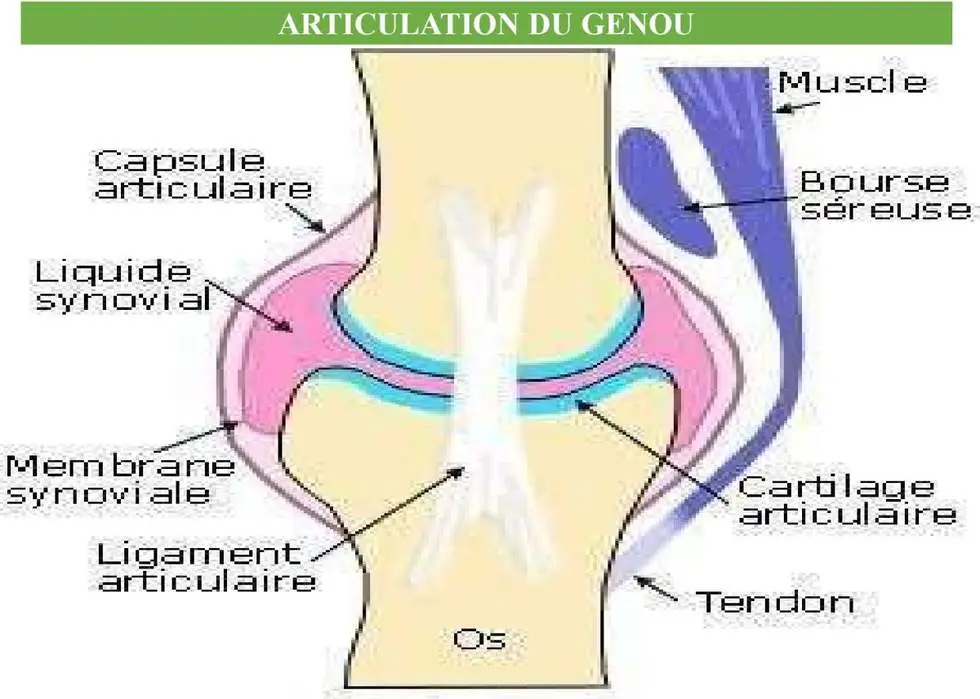 ARTICULATION DU GENOU
Muscle
Capsule
articulaire
Bourse
séreuse
Liquide
synovial
Membrane
synoviale
Cartilage
articulaire
Ligament
articulaire
Tendon
Os